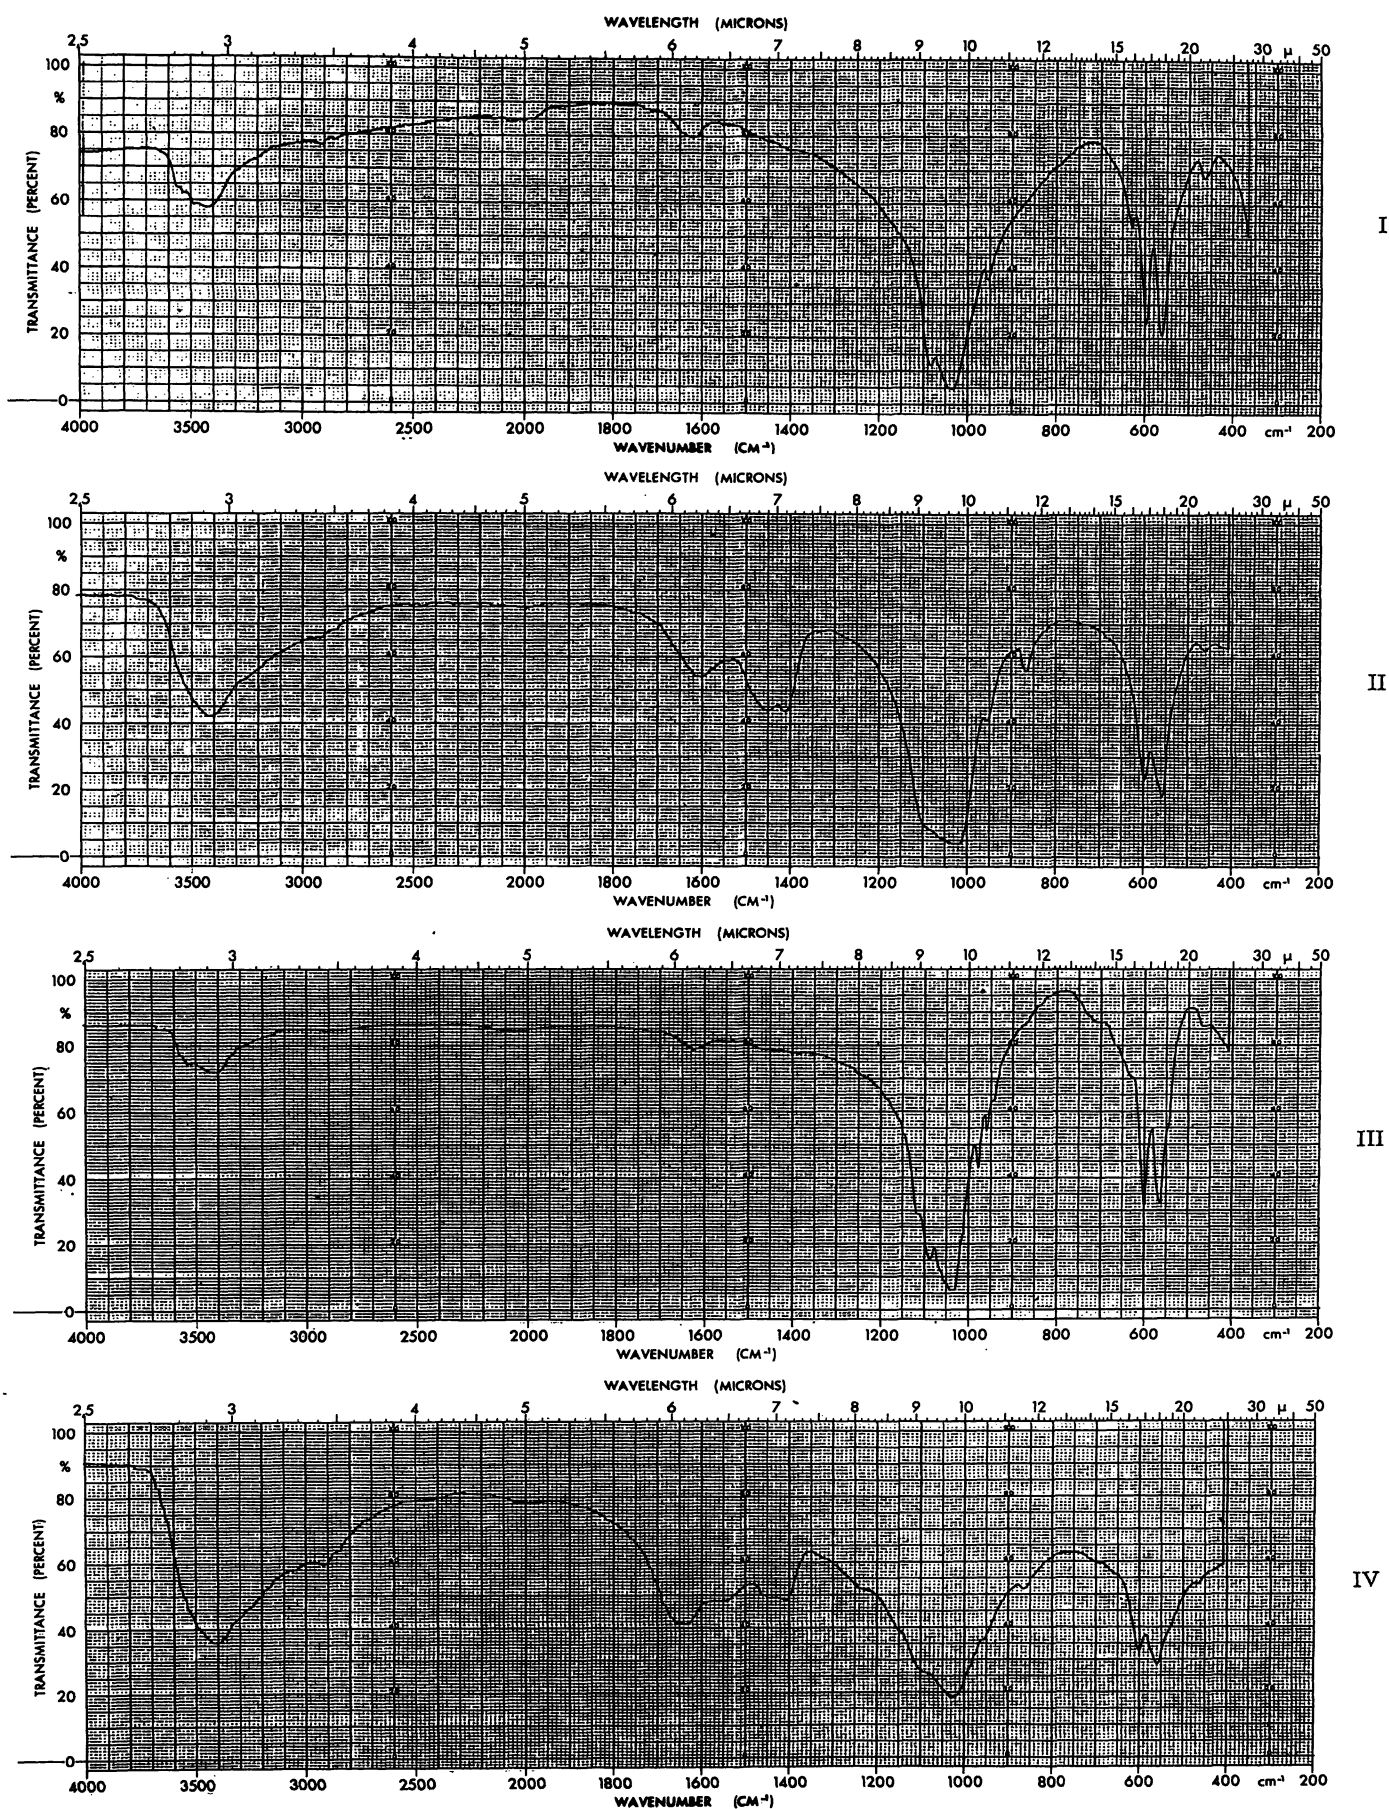 WAVELENGTH (MICRONS)
2,5 3 4 5 6 7 8 9 10 12 15 20 30 μ 50
100
%
80
60
40
20
0
TRANSMITTANCE (PERCENT)
I
4000 3500 3000 2500 2000 1800 1600 1400 1200 1000 800 600 400 cm⁻¹ 200
WAVENUMBER (CM⁻¹)
WAVELENGTH (MICRONS)
2,5 3 4 5 6 7 8 9 10 12 15 20 30 μ 50
100
%
80
60
40
20
0
TRANSMITTANCE (PERCENT)
II
4000 3500 3000 2500 2000 1800 1600 1400 1200 1000 800 600 400 cm⁻¹ 200
WAVENUMBER (CM⁻¹)
WAVELENGTH (MICRONS)
2,5 3 4 5 6 7 8 9 10 12 15 20 30 μ 50
100
%
80
60
40
20
0
TRANSMITTANCE (PERCENT)
III
4000 3500 3000 2500 2000 1800 1600 1400 1200 1000 800 600 400 cm⁻¹ 200
WAVENUMBER (CM⁻¹)
WAVELENGTH (MICRONS)
2,5 3 4 5 6 7 8 9 10 12 15 20 30 μ 50
100
%
80
60
40
20
0
TRANSMITTANCE (PERCENT)
IV
4000 3500 3000 2500 2000 1800 1600 1400 1200 1000 800 600 400 cm⁻¹ 200
WAVENUMBER (CM⁻¹)